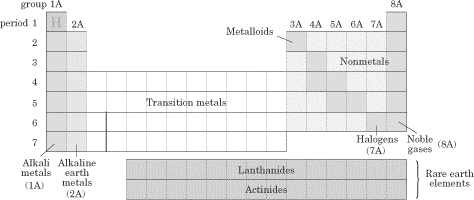 group 1A
8A
period 1 H 2A
3A 4A 5A 6A 7A
Metalloids
2
3
Nonmetals
4
5
Transition metals
6
7
Alkali metals (1A)
Alkaline earth metals (2A)
Halogens (7A)
Noble gases (8A)
Lanthanides
Actinides
Rare earth elements